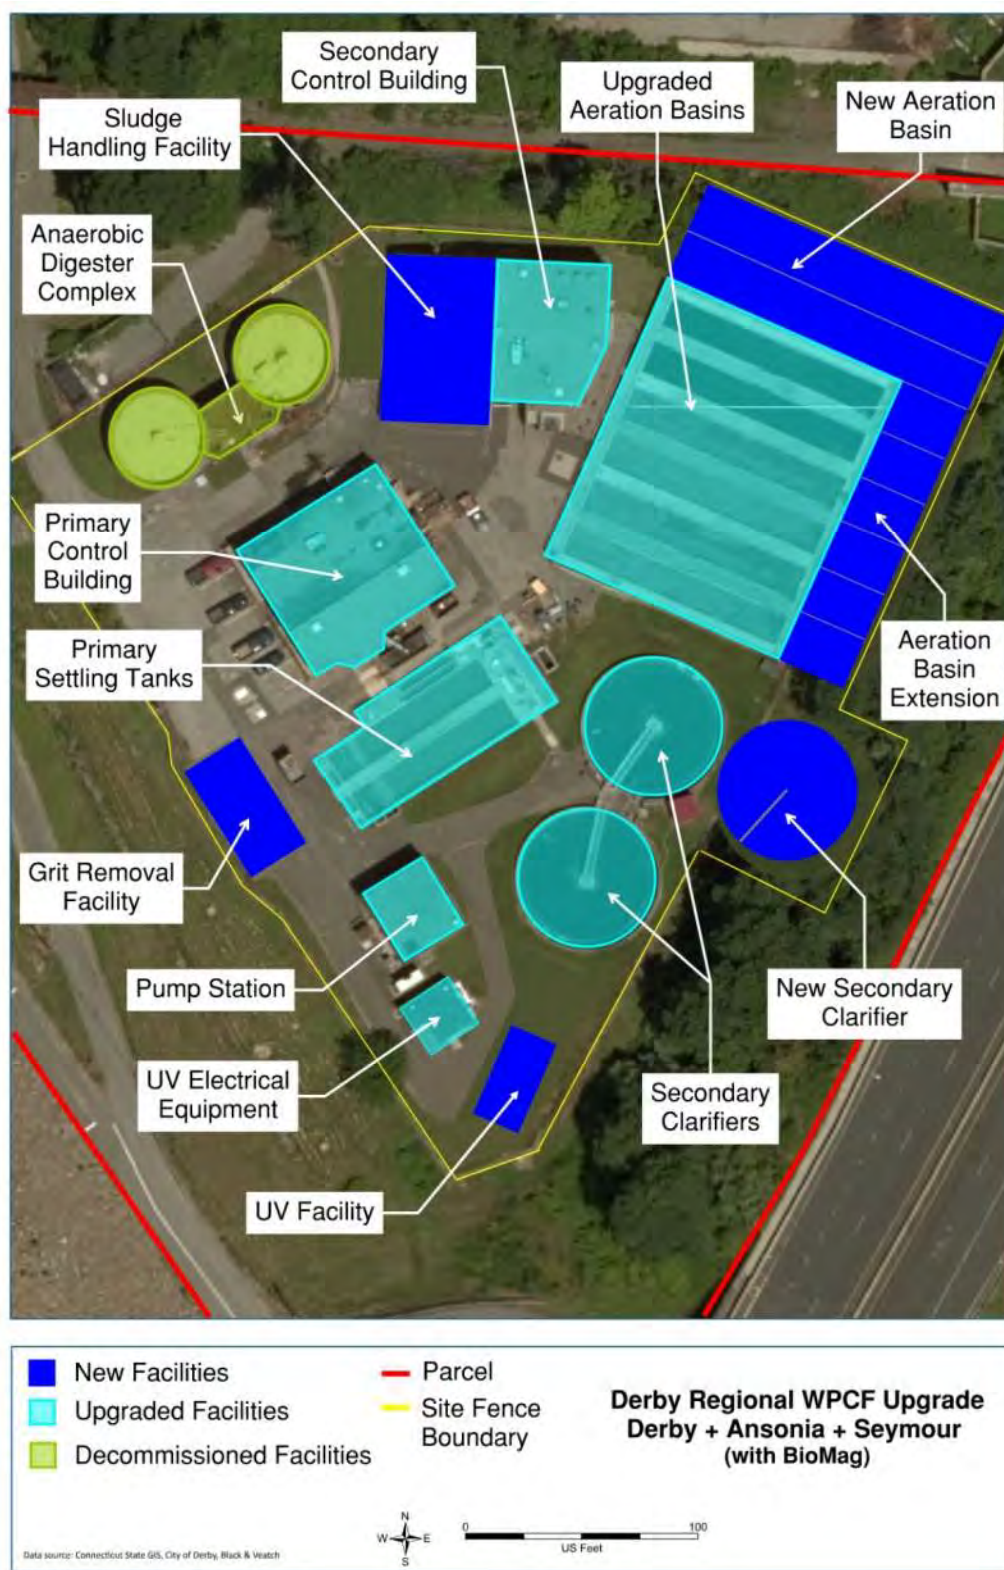 Secondary
Control Building
Upgraded
Aeration Basins
New Aeration
Basin
Sludge
Handling Facility
Anaerobic
Digester
Complex
Primary
Control
Building
Primary
Settling Tanks
Aeration
Basin
Extension
Grit Removal
Facility
Pump Station
New Secondary
Clarifier
UV Electrical
Equipment
Secondary
Clarifiers
UV Facility
New Facilities
Upgraded Facilities
Decommissioned Facilities
Parcel
Site Fence
Boundary
Derby Regional WPCF Upgrade
Derby + Ansonia + Seymour
(with BioMag)
N
W E
S
0 100
US Feet
Data source: Connecticut State GIS, City of Derby, Black & Veatch